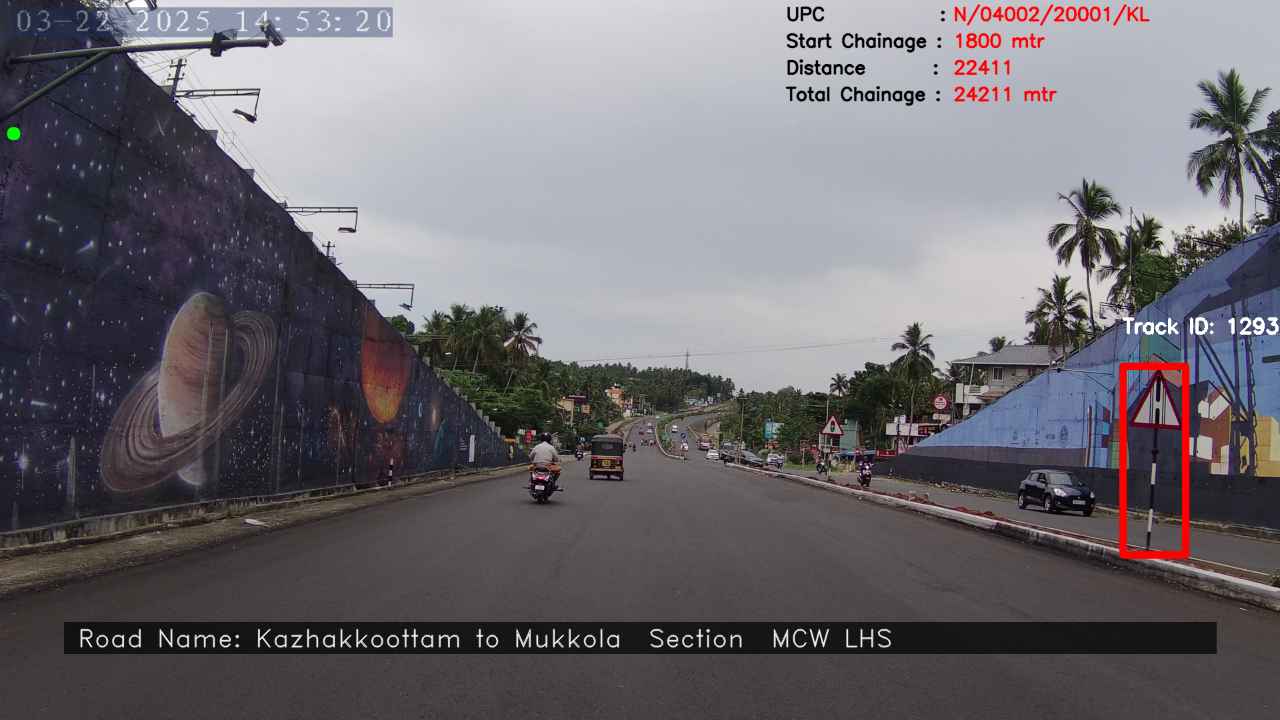 03-22-2025 14:53:20
UPC : N/04002/20001/KL
Start Chainage : 1800 mtr
Distance : 22411
Total Chainage : 24211 mtr
Track ID: 1293
Road Name: Kazhakkoottam to Mukkola Section MCW LHS